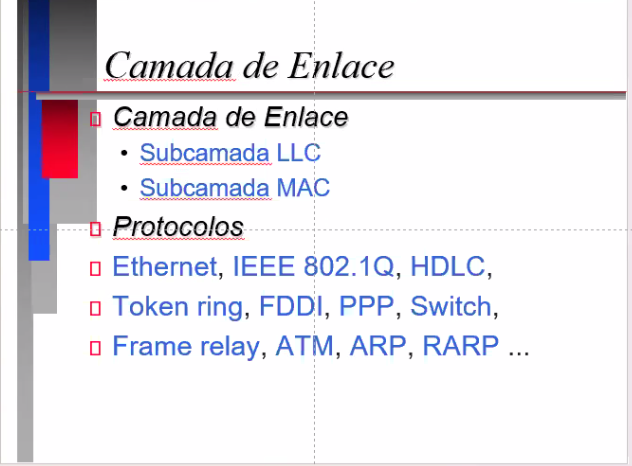 Camada de Enlace
Camada de Enlace
• Subcamada LLC
• Subcamada MAC
Protocolos
Ethernet, IEEE 802.1Q, HDLC,
Token ring, FDDI, PPP, Switch,
Frame relay, ATM, ARP, RARP ...